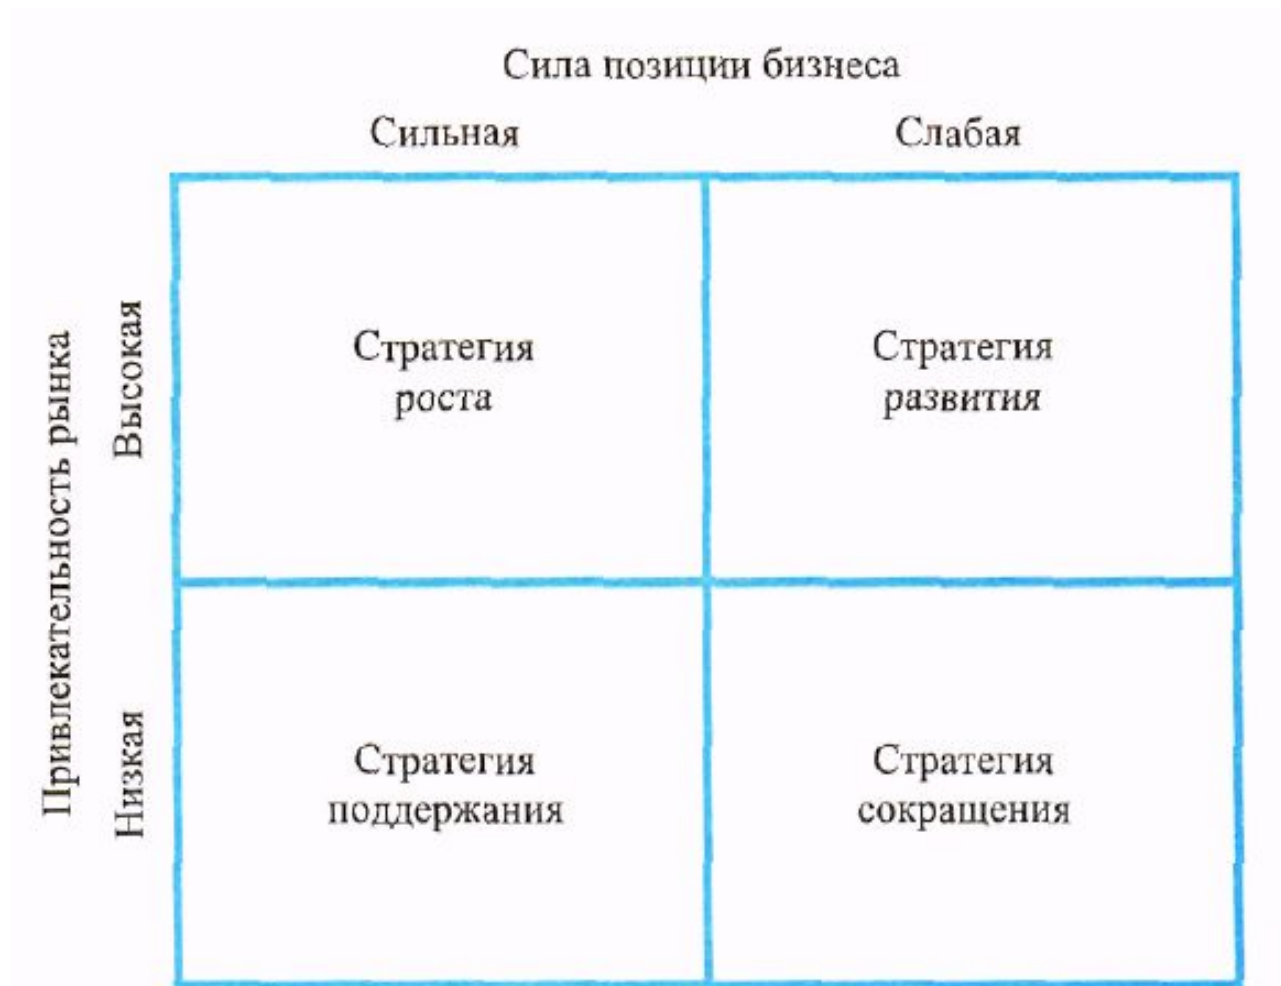 Сила позиции бизнеса
Сильная
Слабая
Привлекательность рынка
Высокая
Стратегия
роста
Стратегия
развития
Низкая
Стратегия
поддержания
Стратегия
сокращения